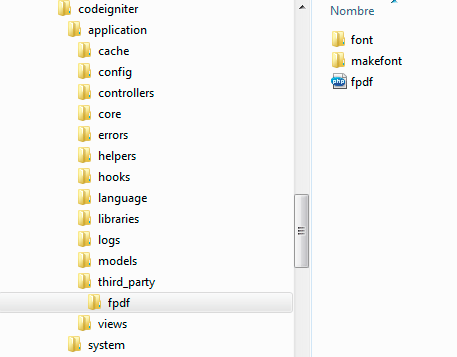 codeigniter
application
cache
config
controllers
core
errors
helpers
hooks
language
libraries
logs
models
third_party
fpdf
views
system
Nombre
font
makefont
php
fpdf